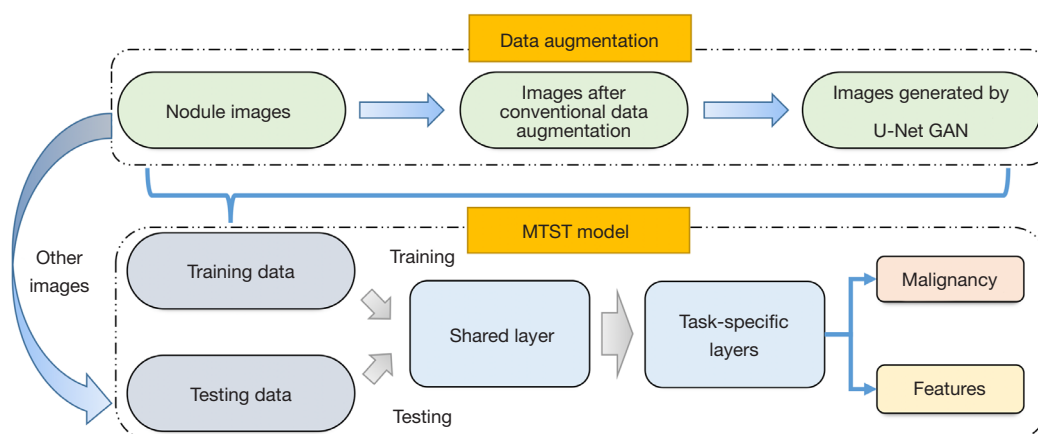 Data augmentation
Nodule images
Images after
conventional data
augmentation
Images generated by
U-Net GAN
MTST model
Other
images
Training data
Training
Shared layer
Task-specific
layers
Malignancy
Features
Testing data
Testing